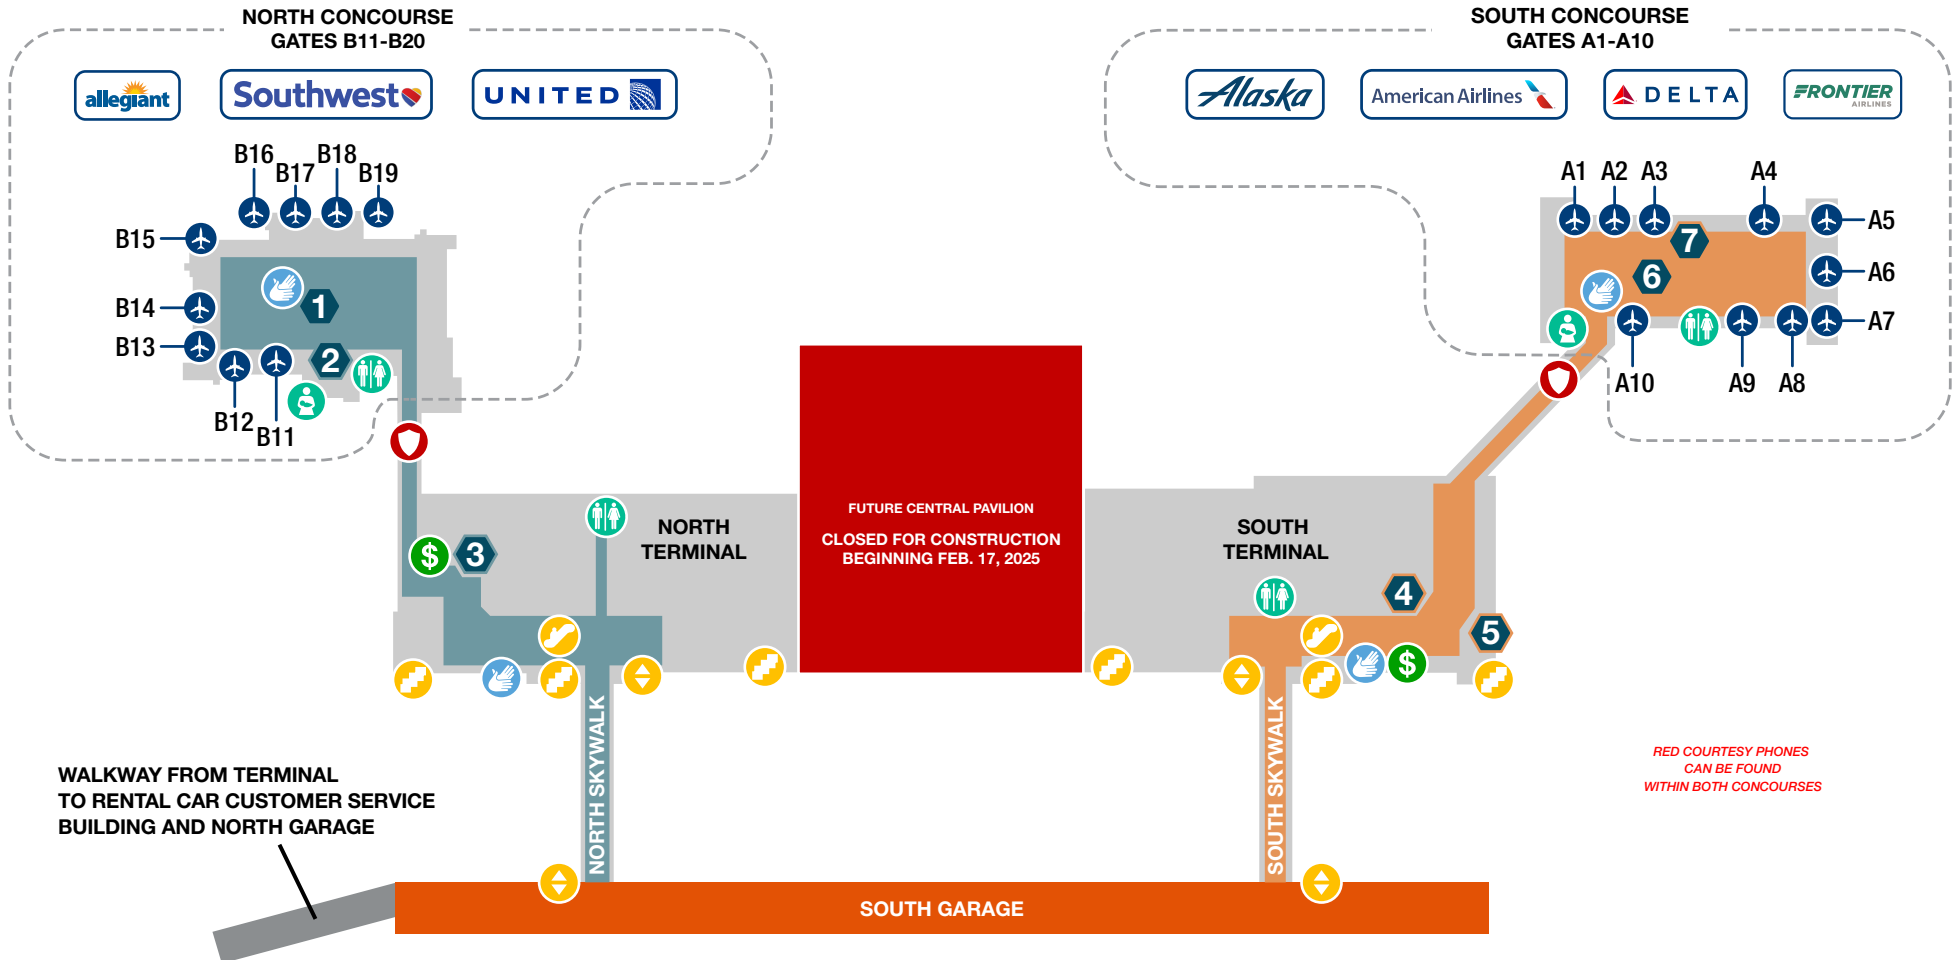 NORTH CONCOURSE
GATES B11-B20
allegiant
Southwest
UNITED
B16
B17
B18
B19
B15
B14
B13
B12
B11
1
2
SOUTH CONCOURSE
GATES A1-A10
Alaska
American Airlines
DELTA
FRONTIER
AIRLINES
A1
A2
A3
A4
A5
A6
A7
A8
A9
A10
7
6
FUTURE CENTRAL PAVILION
CLOSED FOR CONSTRUCTION
BEGINNING FEB. 17, 2025
NORTH
TERMINAL
$
3
SOUTH
TERMINAL
4
5
$
NORTH SKYWALK
SOUTH SKYWALK
RED COURTESY PHONES
CAN BE FOUND
WITHIN BOTH CONCOURSES
WALKWAY FROM TERMINAL
TO RENTAL CAR CUSTOMER SERVICE
BUILDING AND NORTH GARAGE
SOUTH GARAGE